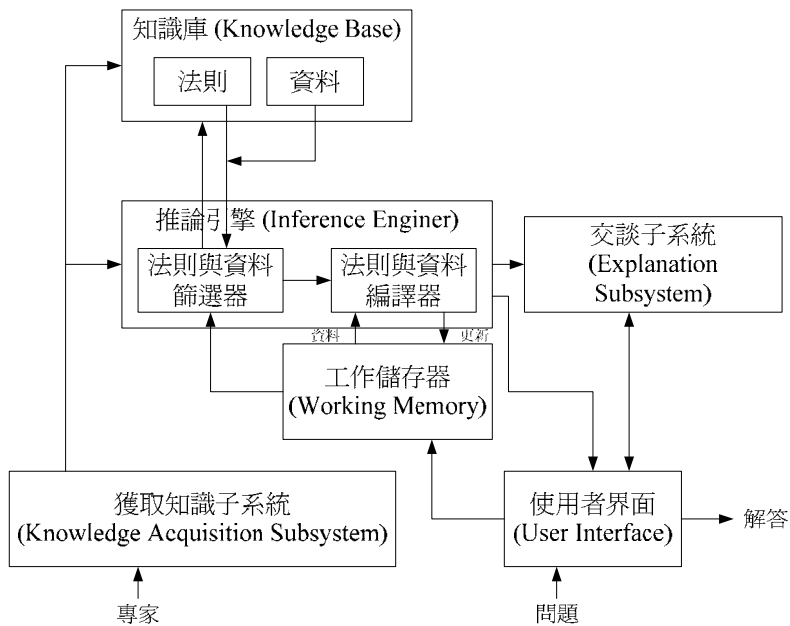 知識庫 (Knowledge Base)
法則
資料
推論引擎 (Inference Enginer)
法則與資料
篩選器
法則與資料
編譯器
交談子系統
(Explanation
Subsystem)
資料
更新
工作儲存器
(Working Memory)
獲取知識子系統
(Knowledge Acquisition Subsystem)
使用者界面
(User Interface)
解答
專家
問題